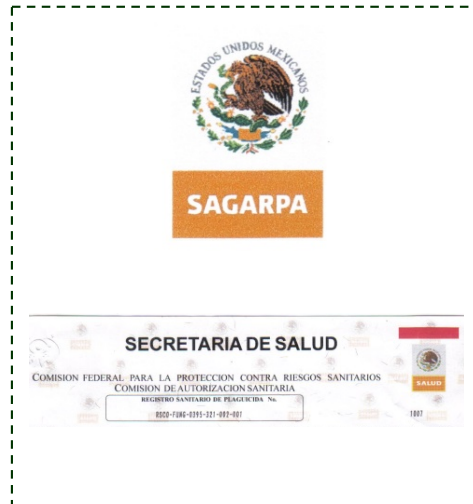 ESTADOS UNIDOS MEXICANOS
SAGARPA
SECRETARIA DE SALUD
COMISION FEDERAL PARA LA PROTECCION CONTRA RIESGOS SANITARIOS
COMISION DE AUTORIZACION SANITARIA
REGISTRO SANITARIO DE PLAGUICIDA No.
RSCO-FUNG-0395-321-002-001
SALUD
1007